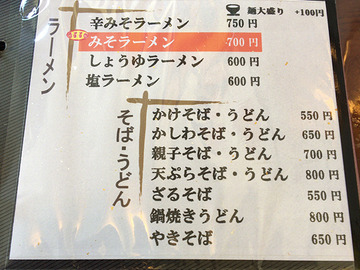 麺大盛り +100円
ラーメン
辛みそラーメン 750円
みそラーメン 700円
しょうゆラーメン 600円
塩ラーメン 600円
そば・うどん
かけそば・うどん 550円
かしわそば・うどん 650円
親子そば・うどん 700円
天ぷらそば・うどん 800円
ざるそば 550円
鍋焼きうどん 800円
やきそば 650円